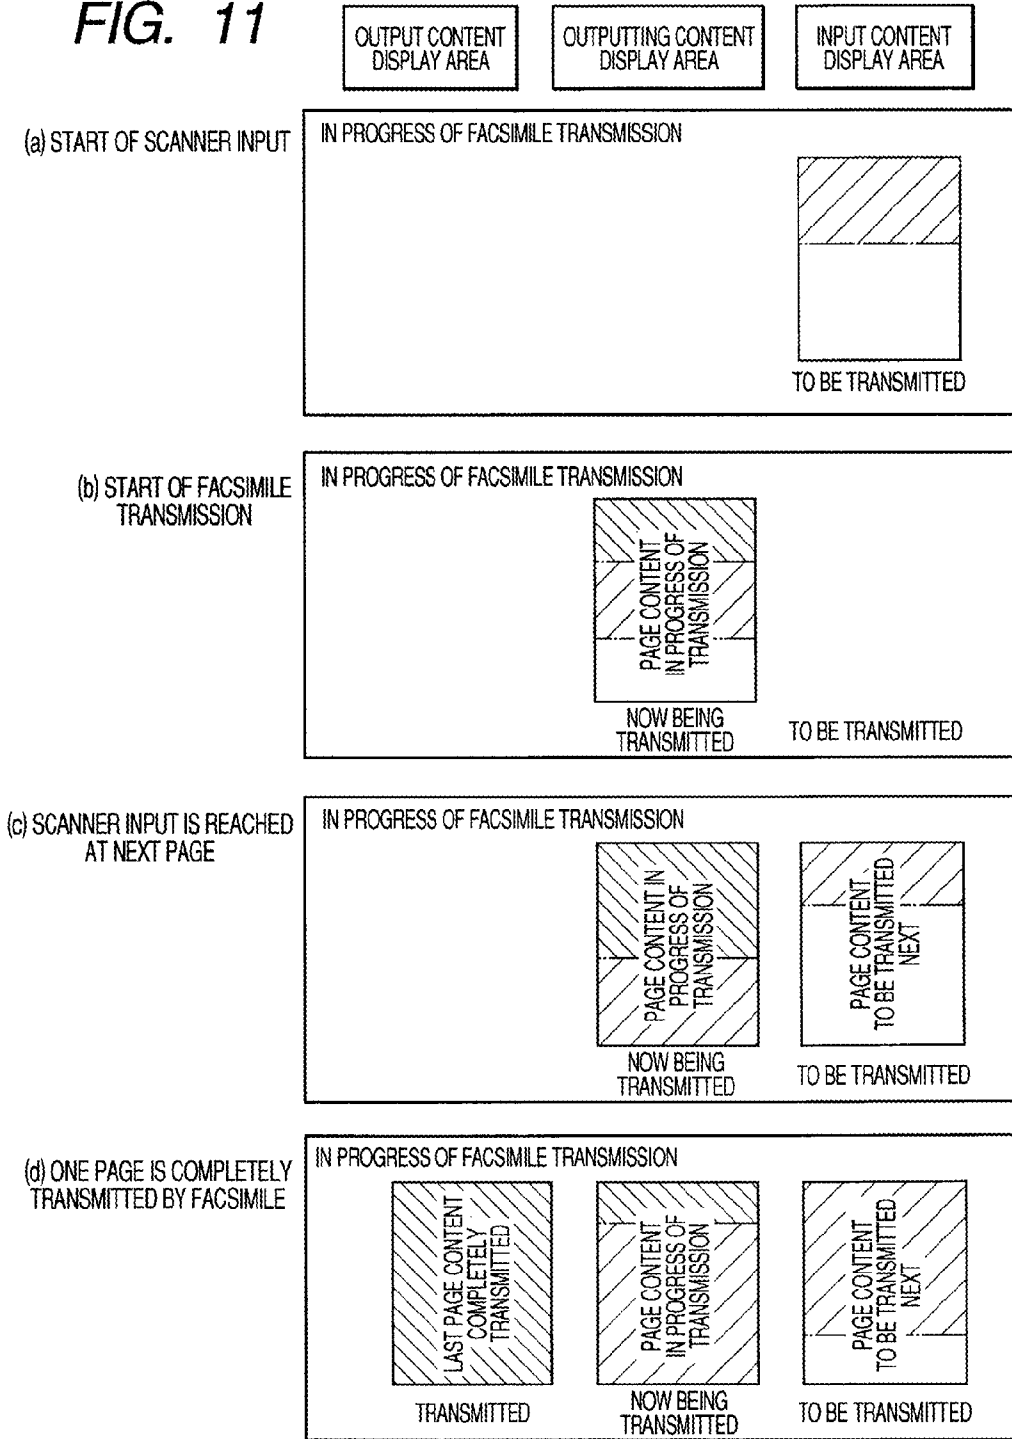 FIG. 11
OUTPUT CONTENT
DISPLAY AREA
OUTPUTTING CONTENT
DISPLAY AREA
INPUT CONTENT
DISPLAY AREA
(a) START OF SCANNER INPUT
IN PROGRESS OF FACSIMILE TRANSMISSION
TO BE TRANSMITTED
(b) START OF FACSIMILE
TRANSMISSION
IN PROGRESS OF FACSIMILE TRANSMISSION
PAGE CONTENT
IN PROGRESS OF
TRANSMISSION
NOW BEING
TRANSMITTED
TO BE TRANSMITTED
(c) SCANNER INPUT IS REACHED
AT NEXT PAGE
IN PROGRESS OF FACSIMILE TRANSMISSION
PAGE CONTENT IN
PROGRESS OF
TRANSMISSION
NOW BEING
TRANSMITTED
PAGE CONTENT
TO BE TRANSMITTED
NEXT
TO BE TRANSMITTED
(d) ONE PAGE IS COMPLETELY
TRANSMITTED BY FACSIMILE
IN PROGRESS OF FACSIMILE TRANSMISSION
LAST PAGE CONTENT
COMPLETELY
TRANSMITTED
TRANSMITTED
PAGE CONTENT
IN PROGRESS OF
TRANSMISSION
NOW BEING
TRANSMITTED
PAGE CONTENT
TO BE TRANSMITTED
NEXT
TO BE TRANSMITTED